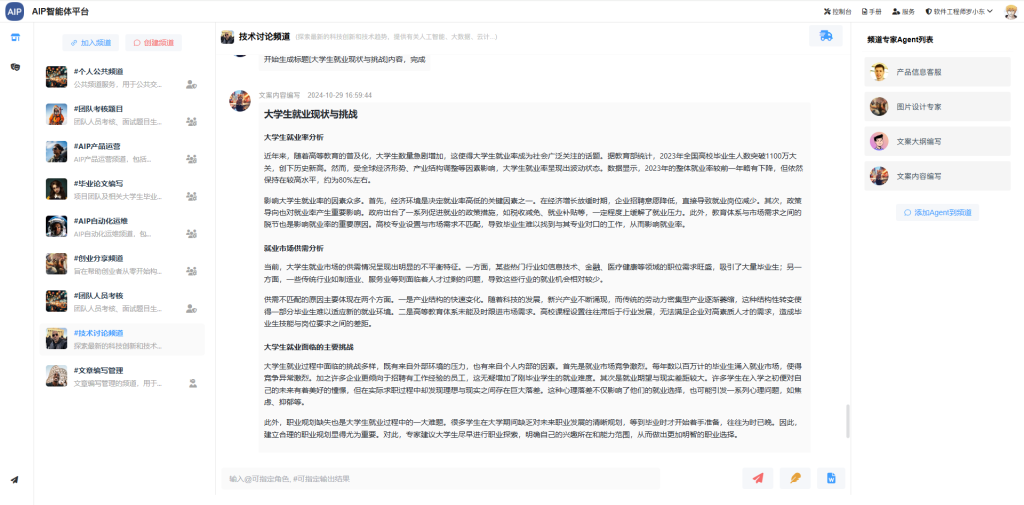 AIP AIP智能体平台
控制台 手册 服务 软件工程师罗小东
加入频道 创建频道
#个人公共频道
公共频道服务，用于公共交...
#团队考核题目
团队人员考核、面试题目生...
#AIP产品运营
AIP产品运营频道，包括...
#毕业论文编写
项目团队及相关大学生毕业...
#AIP自动化运维
AIP自动化运维频道，包...
#创业分享频道
旨在帮助创业者从零开始构...
#团队人员考核
团队人员考核、面试题目生...
#技术讨论频道
探索最新的科技创新和技术...
#文章编写管理
文章编写管理的频道，用于...
技术讨论频道 (探索最新的科技创新和技术趋势，提供有关人工智能、大数据、云计...)
开始生成标题[大学生就业现状与挑战]内容，完成
文案内容编写 2024-10-29 16:59:44
大学生就业现状与挑战
大学生就业率分析
近年来，随着高等教育的普及化，大学生数量急剧增加，这使得大学生就业率成为社会广泛关注的话题。据教育部统计，2023年全国高校毕业生人数突破1100万大
关，创下历史新高。然而，受全球经济形势、产业结构调整等因素影响，大学生就业率呈现出波动状态。数据显示，2023年的整体就业率较前一年略有下降，但依然
保持在较高水平，约为80%左右。
影响大学生就业率的因素众多。首先，经济环境是决定就业率高低的关键因素之一。在经济增长放缓时期，企业招聘意愿降低，直接导致就业岗位减少。其次，政策
导向也对就业率产生重要影响。政府出台了一系列促进就业的政策措施，如税收减免、就业补贴等，一定程度上缓解了就业压力。此外，教育体系与市场需求之间的
脱节也是影响就业率的重要原因。高校专业设置与市场需求不匹配，导致毕业生难以找到与其专业对口的工作，从而影响就业率。
就业市场供需分析
当前，大学生就业市场的供需情况呈现出明显的不平衡特征。一方面，某些热门行业如信息技术、金融、医疗健康等领域的职位需求旺盛，吸引了大量毕业生；另一
方面，一些传统行业如制造业、服务业等则面临着人才过剩的问题，导致这些行业的就业机会相对较少。
供需不匹配的原因主要体现在两个方面。一是产业结构的快速变化。随着科技的发展，新兴产业不断涌现，而传统的劳动力密集型产业逐渐萎缩，这种结构性转变使
得一部分毕业生难以适应新的就业环境。二是高等教育体系未能及时跟进市场需求。高校课程设置往往滞后于行业发展，无法满足企业对高素质人才的需求，造成毕
业生技能与岗位要求之间的差距。
大学生就业面临的主要挑战
大学生就业过程中面临的挑战多样，既有来自外部环境的压力，也有来自个人内部的因素。首先是就业市场竞争激烈。每年数以百万计的毕业生涌入就业市场，使得
竞争异常激烈。加之许多企业更倾向于招聘有工作经验的员工，这无疑增加了刚毕业学生的就业难度。其次是就业期望与现实差距较大。许多学生在入学之初便对自
己的未来有着美好的憧憬，但在实际求职过程中却发现理想与现实之间存在巨大落差。这种心理落差不仅影响了他们的就业选择，也可能引发一系列心理问题，如焦
虑、抑郁等。
此外，职业规划缺失也是大学生就业过程中的一大难题。很多学生在大学期间缺乏对未来职业发展的清晰规划，等到毕业时才开始着手准备，往往为时已晚。因此，
建立合理的职业规划显得尤为重要。对此，专家建议大学生尽早进行职业探索，明确自己的兴趣所在和能力范围，从而做出更加明智的职业选择。
输入@可指定角色, #可指定输出结果
频道专家Agent列表
产品信息客服
图片设计专家
文案大纲编写
文案内容编写
添加Agent到频道